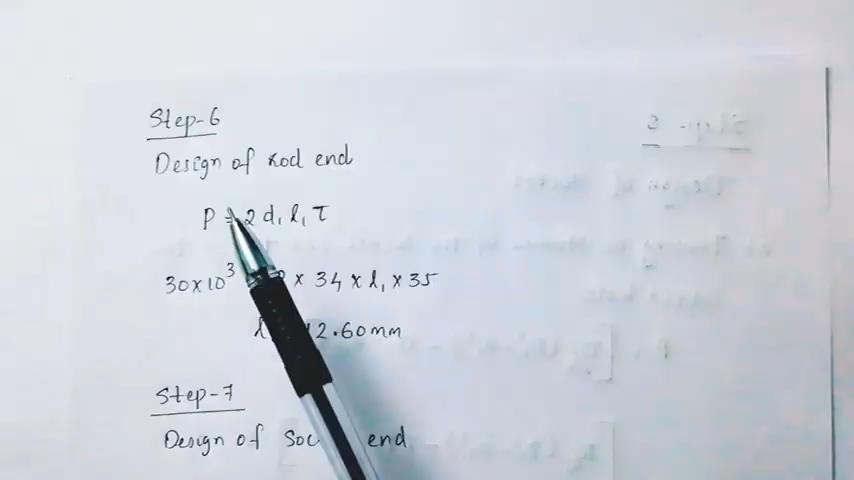 Step-6
Design of rod end
P = 2 d₁ l₁ τ
30×10³ × 34 × l₁ × 35
l 2.60mm
Step-7
Design of end